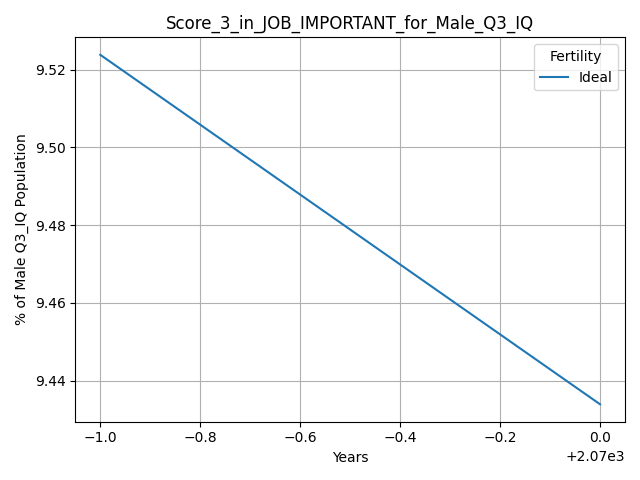 Score_3_in_JOB_IMPORTANT_for_Male_Q3_IQ
Fertility
Ideal
% of Male Q3_IQ Population
9.52
9.50
9.48
9.46
9.44
−1.0
−0.8
−0.6
−0.4
−0.2
0.0
+2.07e3
Years